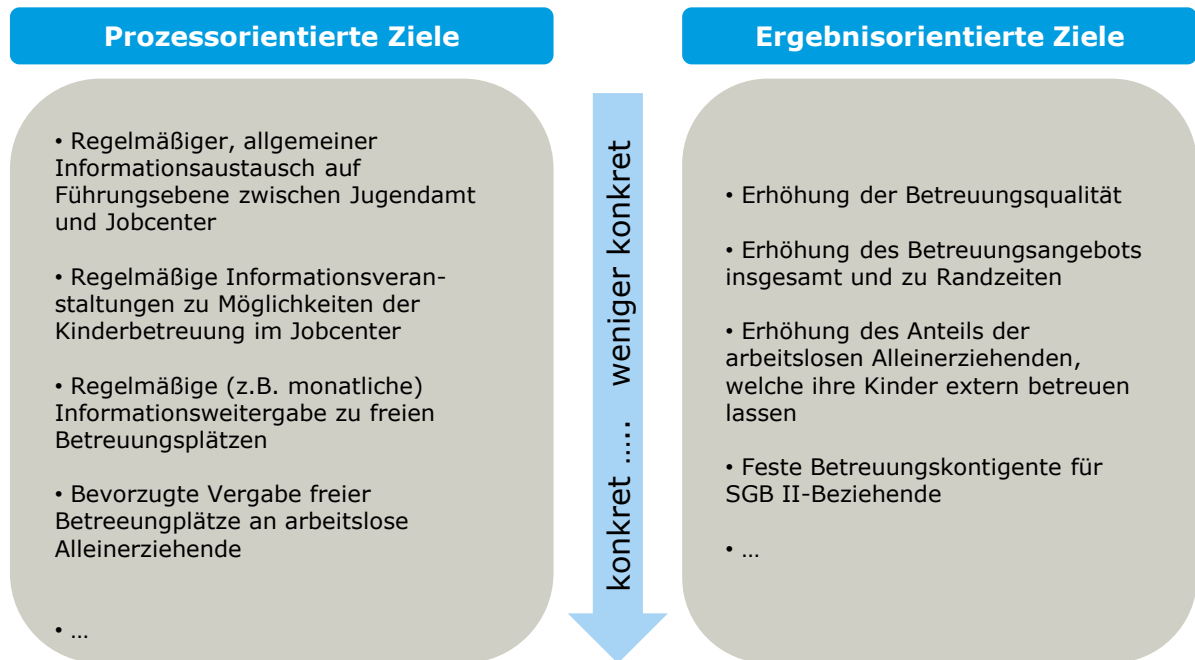 Prozessorientierte Ziele
• Regelmäßiger, allgemeiner
Informationsaustausch auf
Führungsebene zwischen Jugendamt
und Jobcenter
• Regelmäßige Informationsveran-
staltungen zu Möglichkeiten der
Kinderbetreuung im Jobcenter
• Regelmäßige (z.B. monatliche)
Informationsweitergabe zu freien
Betreuungsplätzen
• Bevorzugte Vergabe freier
Betreeungplätze an arbeitslose
Alleinerziehende
• …
konkret ..... weniger konkret
Ergebnisorientierte Ziele
• Erhöhung der Betreuungsqualität
• Erhöhung des Betreuungsangebots
insgesamt und zu Randzeiten
• Erhöhung des Anteils der
arbeitslosen Alleinerziehenden,
welche ihre Kinder extern betreuen
lassen
• Feste Betreuungskontigente für
SGB II-Beziehende
• …